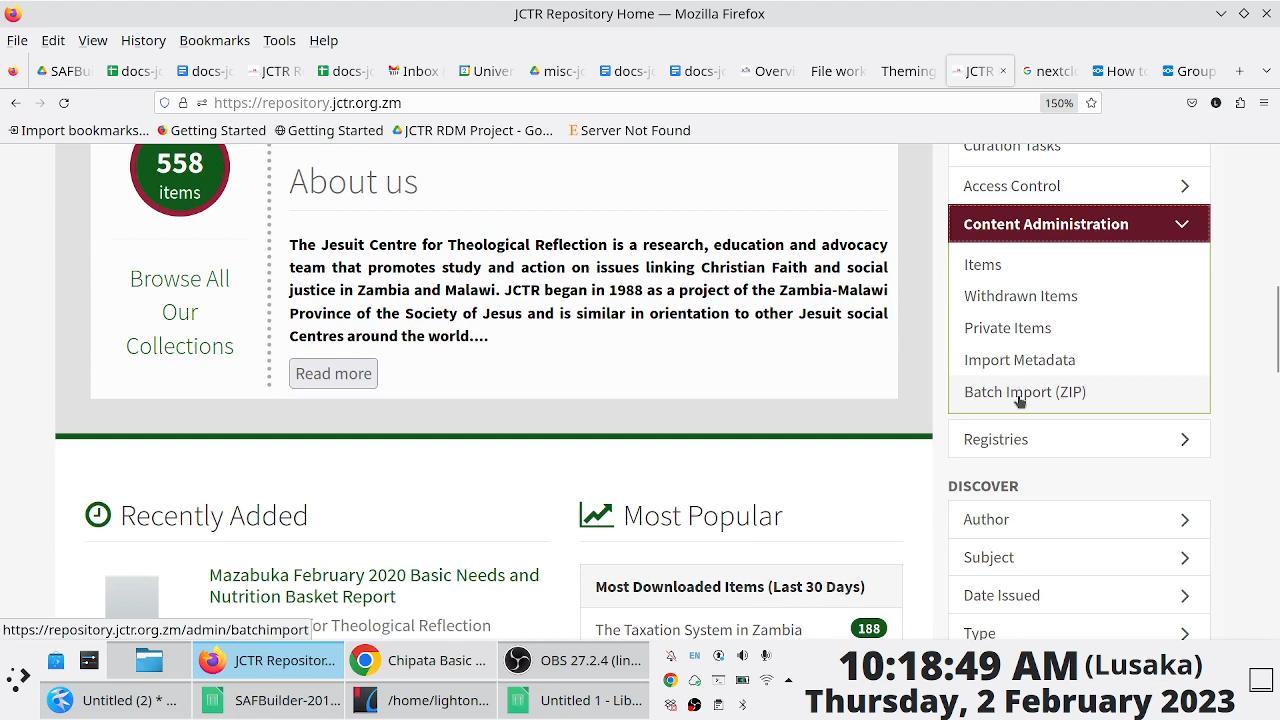 JCTR Repository Home — Mozilla Firefox
File Edit View History Bookmarks Tools Help
SAFBui docs-jc docs-jc JCTR R docs-jc Inbox Univer misc-jc docs-jc docs-jc Overvi File work Theming JCTR nextclo How to Group
https://repository.jctr.org.zm 150%
Import bookmarks... Getting Started Getting Started JCTR RDM Project - Go... Server Not Found
558
items
Browse All
Our
Collections
About us
The Jesuit Centre for Theological Reflection is a research, education and advocacy
team that promotes study and action on issues linking Christian Faith and social
justice in Zambia and Malawi. JCTR began in 1988 as a project of the Zambia-Malawi
Province of the Society of Jesus and is similar in orientation to other Jesuit social
Centres around the world....
Read more
Curation Tasks
Access Control
Content Administration
Items
Withdrawn Items
Private Items
Import Metadata
Batch Import (ZIP)
Registries
DISCOVER
Author
Subject
Date Issued
Type
Recently Added
Mazabuka February 2020 Basic Needs and
Nutrition Basket Report
or Theological Reflection
Most Popular
Most Downloaded Items (Last 30 Days)
The Taxation System in Zambia 188
https://repository.jctr.org.zm/admin/batchimport
JCTR Repositor... Chipata Basic ... OBS 27.2.4 (lin...
Untitled (2) * ... SAFBuilder-201... /home/lighton... Untitled 1 - Lib...
EN
10:18:49 AM (Lusaka)
Thursday, 2 February 2023